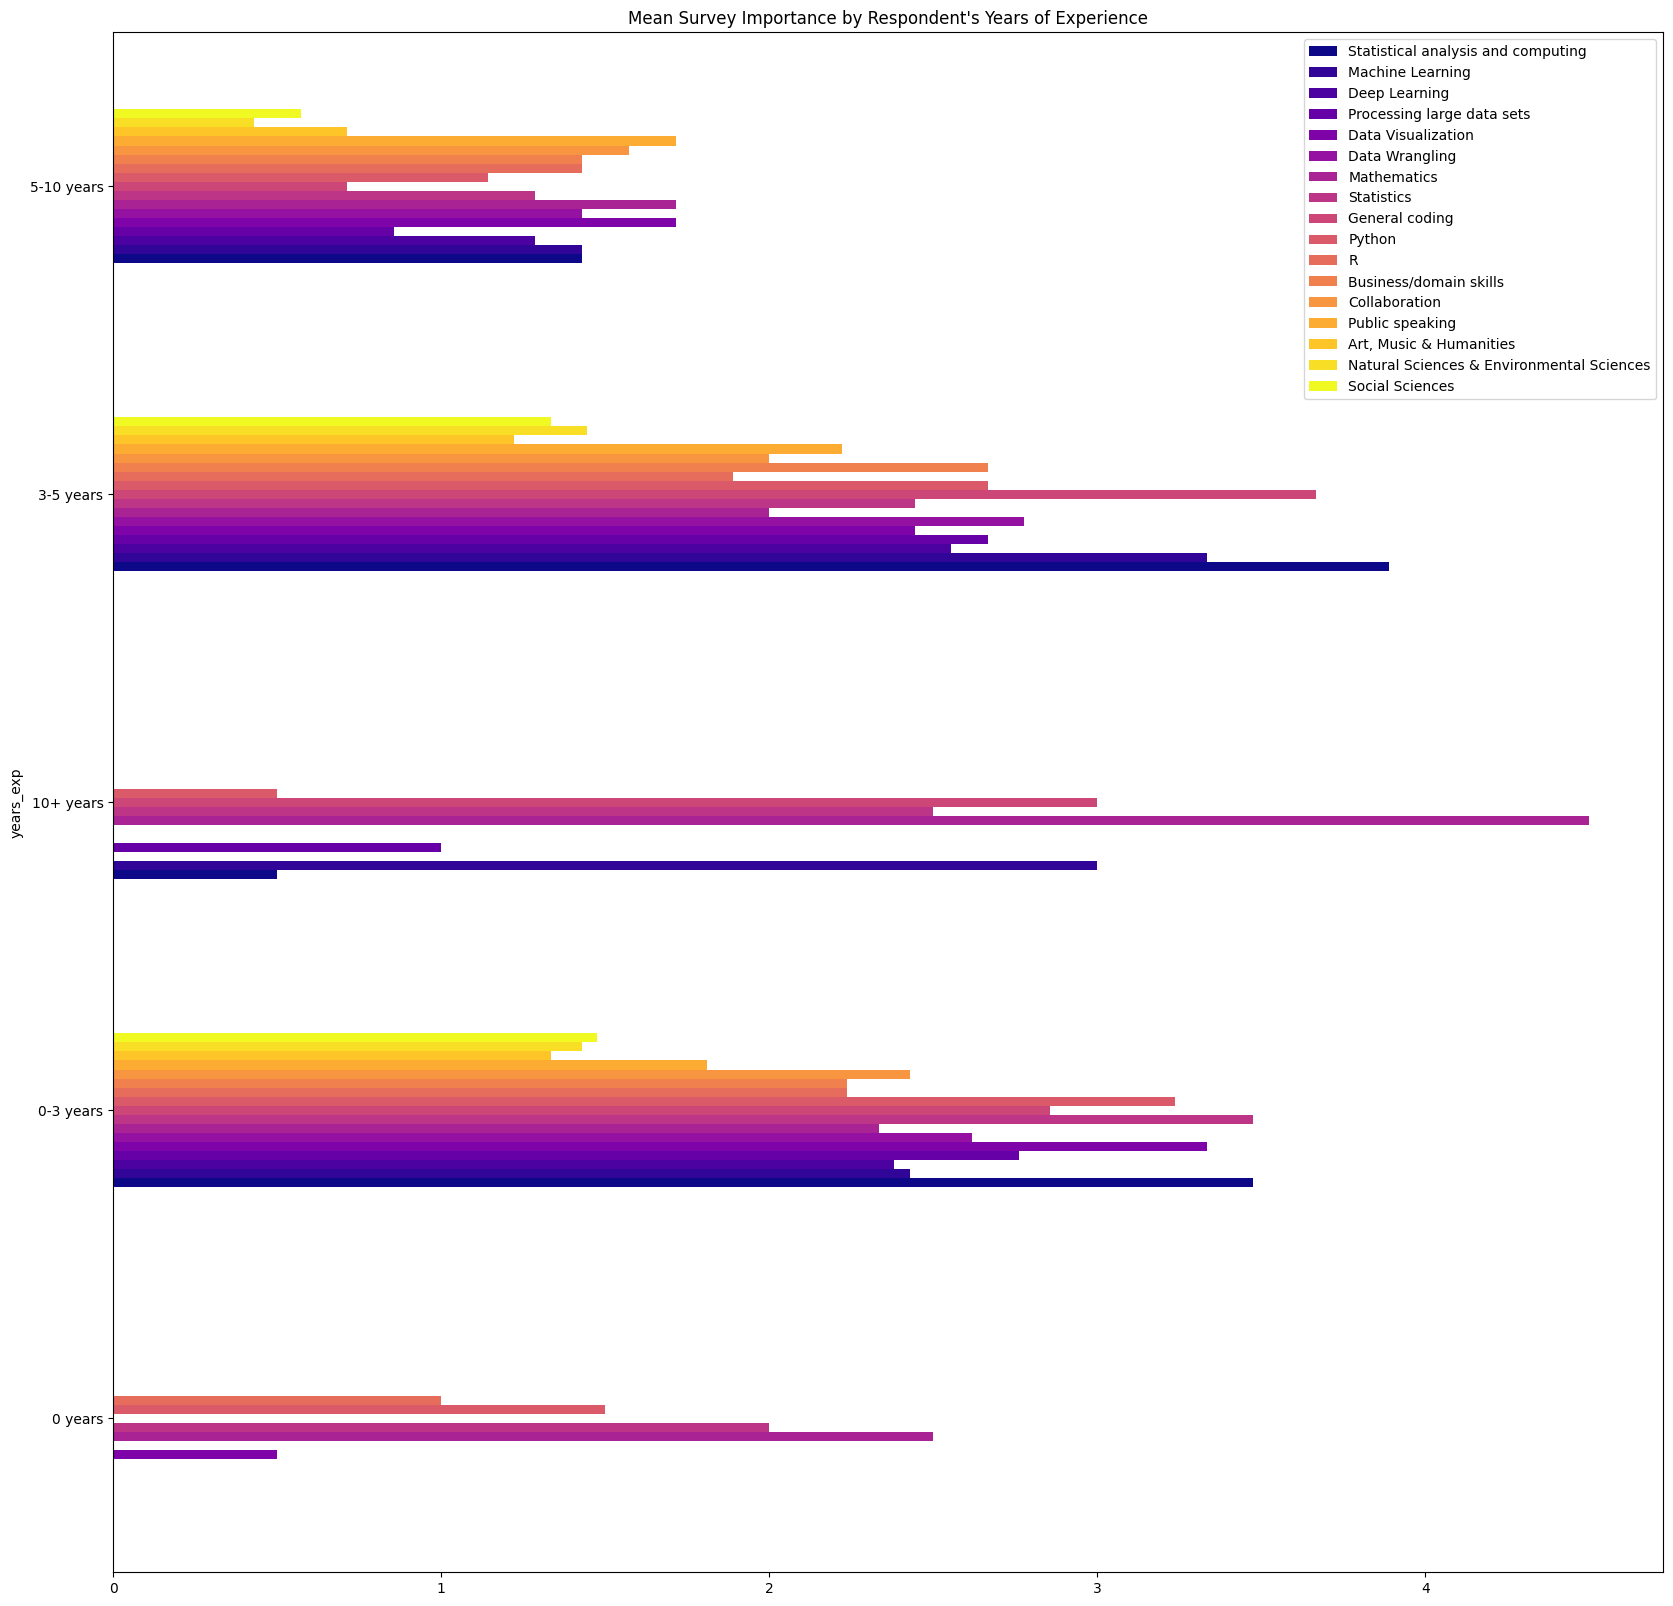 Mean Survey Importance by Respondent's Years of Experience
Statistical analysis and computing
Machine Learning
Deep Learning
Processing large data sets
Data Visualization
Data Wrangling
Mathematics
Statistics
General coding
Python
R
Business/domain skills
Collaboration
Public speaking
Art, Music & Humanities
Natural Sciences & Environmental Sciences
Social Sciences
5-10 years
3-5 years
10+ years
0-3 years
0 years
years_exp
0 1 2 3 4